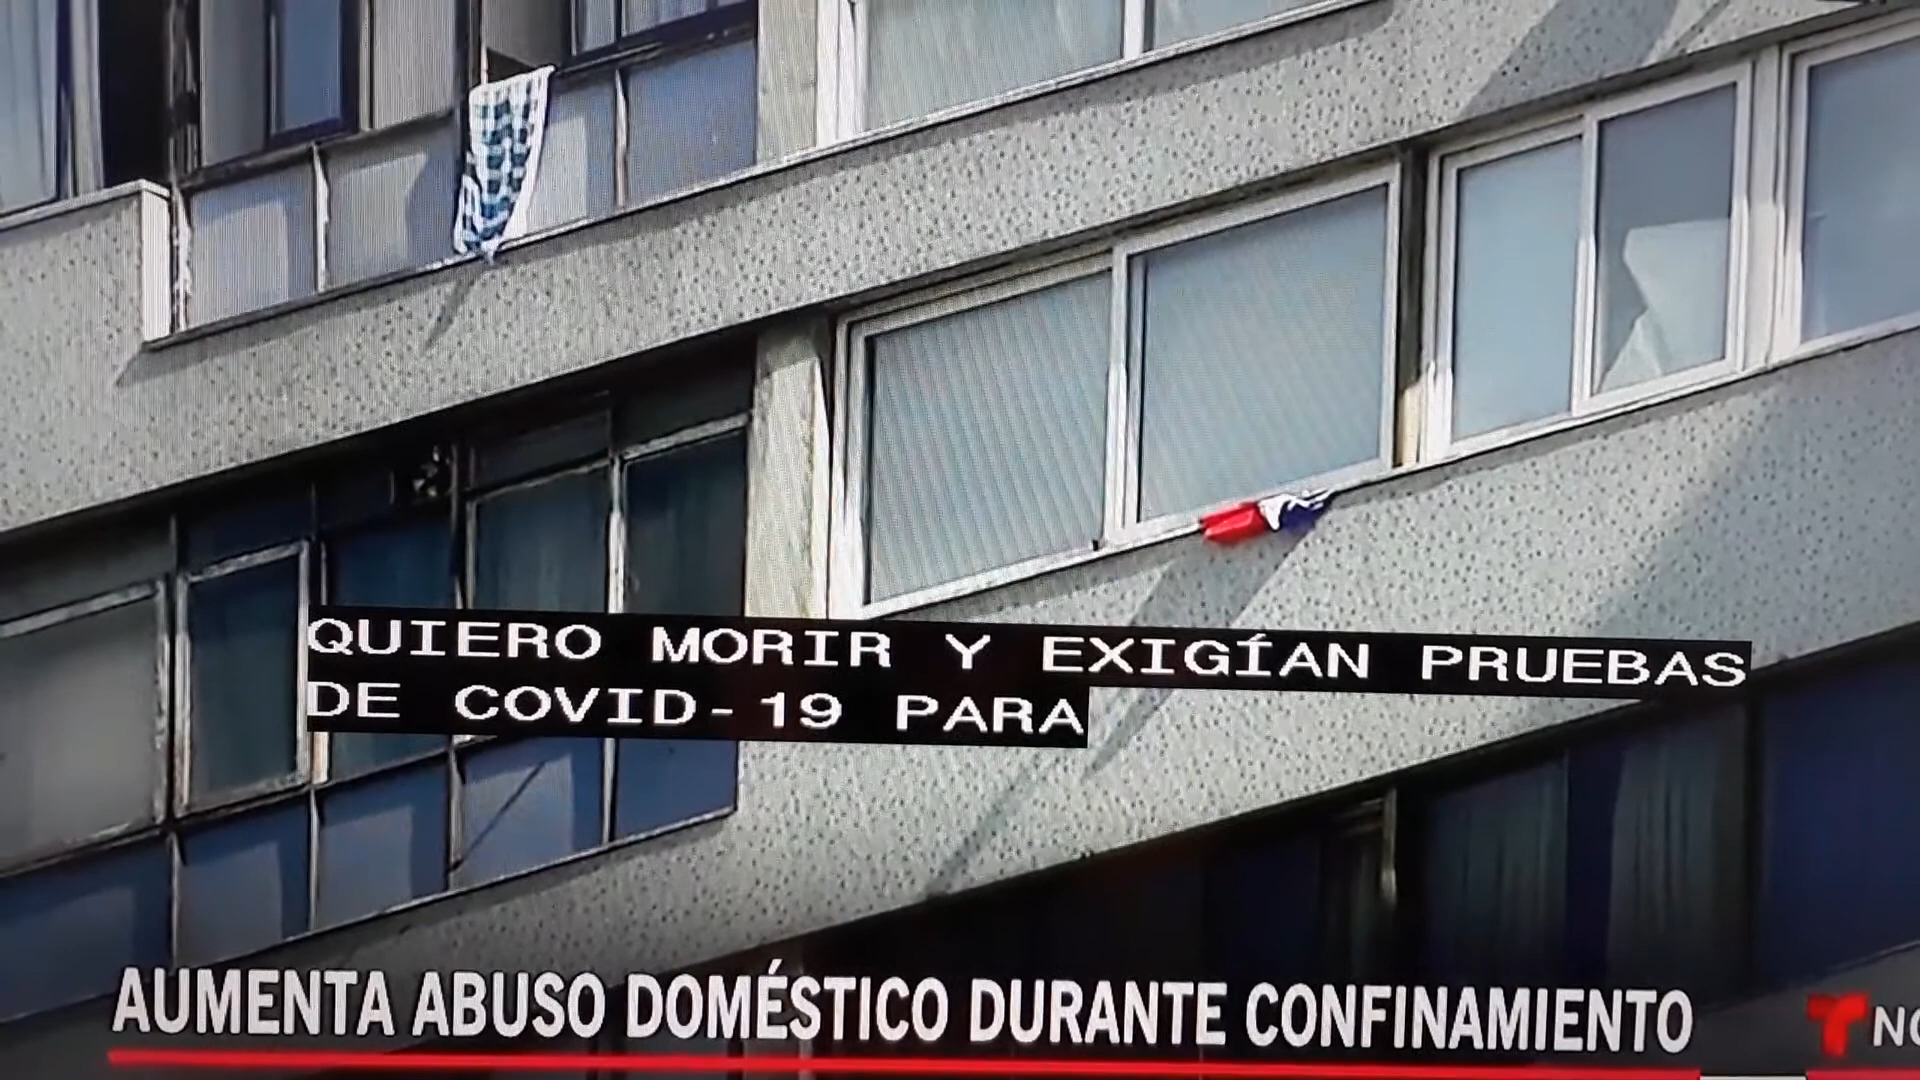 QUIERO MORIR Y EXIGÍAN PRUEBAS
DE COVID-19 PARA
AUMENTA ABUSO DOMÉSTICO DURANTE CONFINAMIENTO